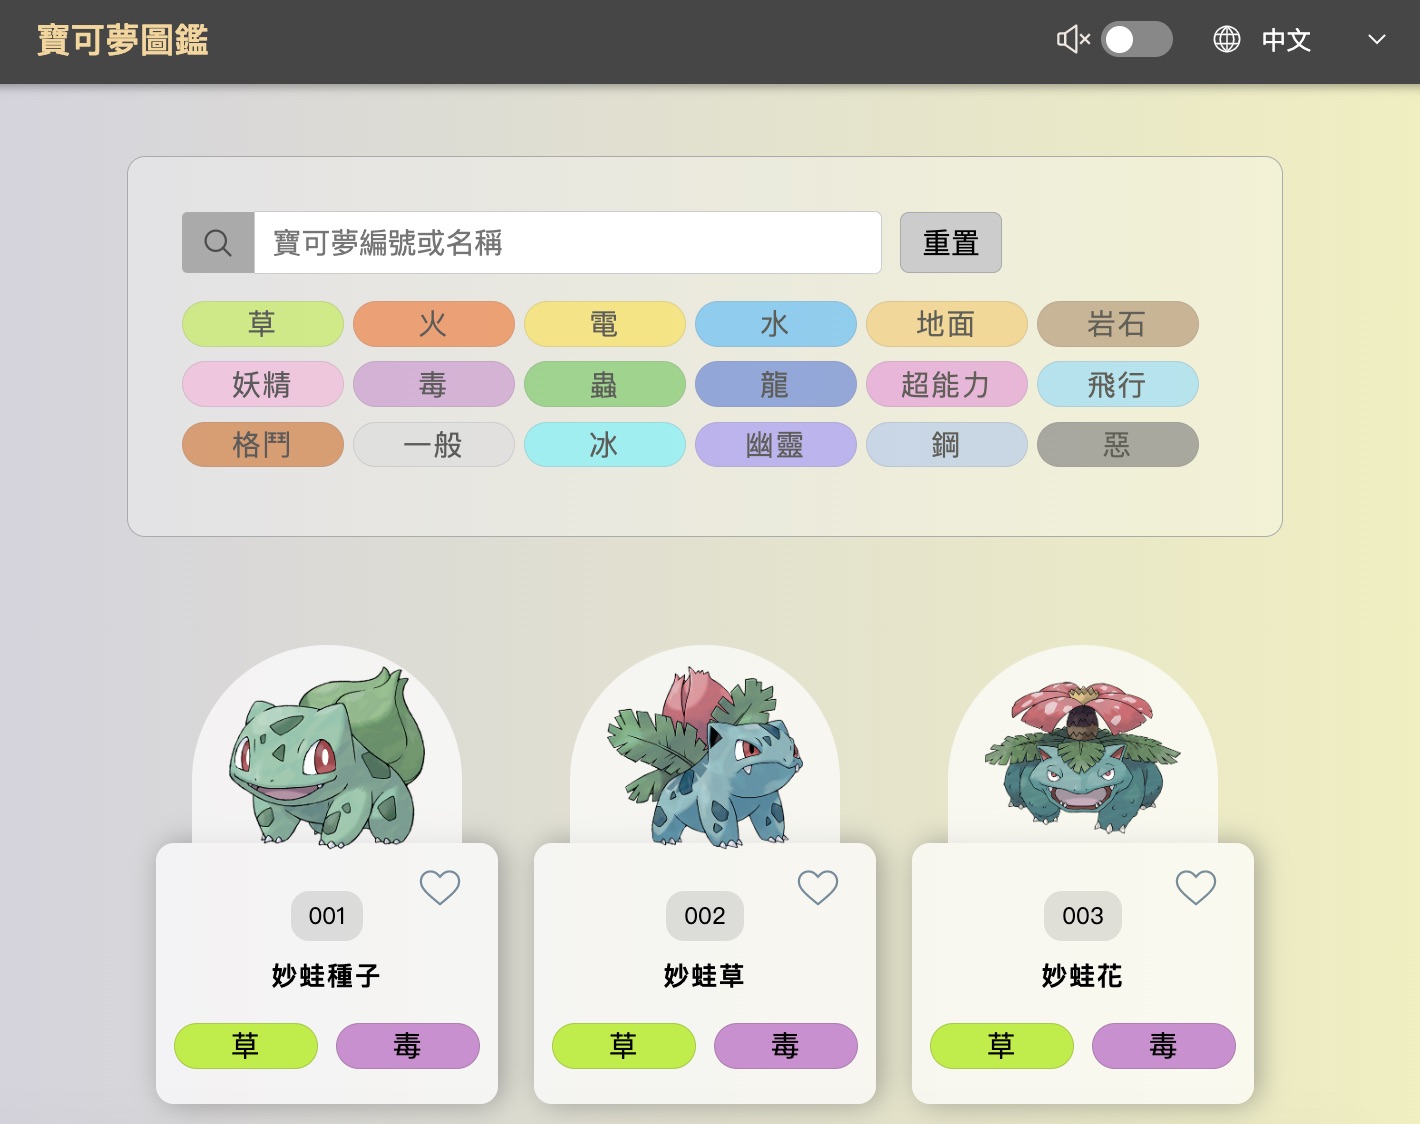 寶可夢圖鑑
中文
寶可夢編號或名稱
重置
草 火 電 水 地面 岩石
妖精 毒 蟲 龍 超能力 飛行
格鬥 一般 冰 幽靈 鋼 惡
001
妙蛙種子
草 毒
002
妙蛙草
草 毒
003
妙蛙花
草 毒